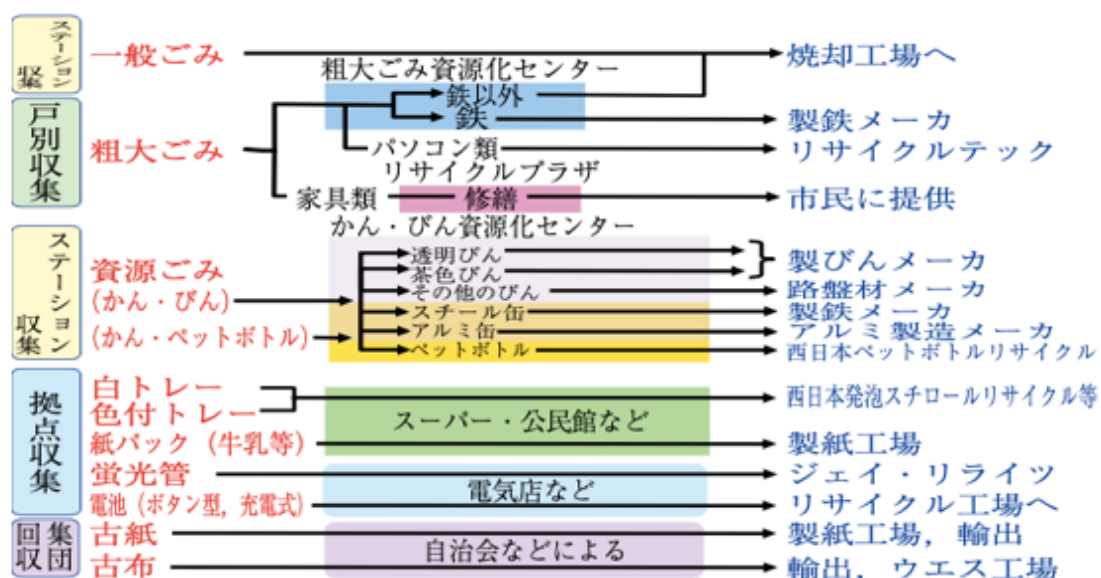 ステーション収集
一般ごみ
焼却工場へ
粗大ごみ資源化センター
戸別収集
粗大ごみ
鉄以外
鉄
製鉄メーカ
パソコン類
リサイクルテック
リサイクルプラザ
家具類
修繕
市民に提供
かん・びん資源化センター
ステーション収集
資源ごみ
(かん・びん)
(かん・ペットボトル)
透明びん
茶色びん
製びんメーカ
その他のびん
路盤材メーカ
スチール缶
製鉄メーカ
アルミ缶
アルミ製造メーカ
ペットボトル
西日本ペットボトルリサイクル
拠点収集
白トレー
色付トレー
西日本発泡スチロールリサイクル等
スーパー・公民館など
紙パック（牛乳等）
製紙工場
蛍光管
ジェイ・リライツ
電気店など
電池（ボタン型，充電式）
リサイクル工場へ
集団回収
古紙
製紙工場，輸出
自治会などによる
古布
輸出，ウエス工場